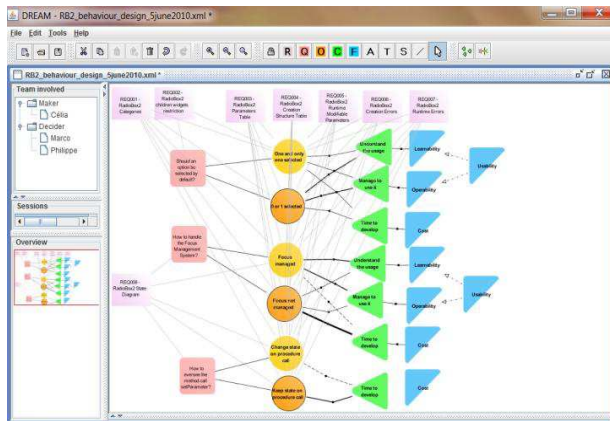 DREAM - RB2_behaviour_design_5june2010.xml *
File Edit Tools Help
R Q O C F A T S
RB2_behaviour_design_5june2010.xml *
Team involved
Maker
Célia
Decider
Marco
Philippe
Sessions
Overview
REQ001 -
RadioBox2
Categories
REQ002 -
RadioBox2
children widgets
restriction
REQ003 -
RadioBox2
Parameters
Table
REQ004 -
RadioBox2
Creation
Structure Table
REQ005 -
RadioBox2
Runtime
Modifiable
Parameters
REQ006 -
RadioBox2
Creation Errors
REQ007 -
RadioBox2
Runtime Errors
REQ008 -
RadioBox2 State
Diagram
Should an
option be
selected by
default?
How to handle
the Focus
Management
System?
How to
oversee the
method call
setParameter?
One and only
one selected
0 or 1 selected
Focus
managed
Focus not
managed
Change state
on procedure
call
Keep state on
procedure call
Understand
the usage
Manage to
use it
Time to
develop
Understand
the usage
Manage to
use it
Time to
develop
Time to
develop
Learnability
Operability
Cost
Learnability
Operability
Cost
Cost
Usability
Usability